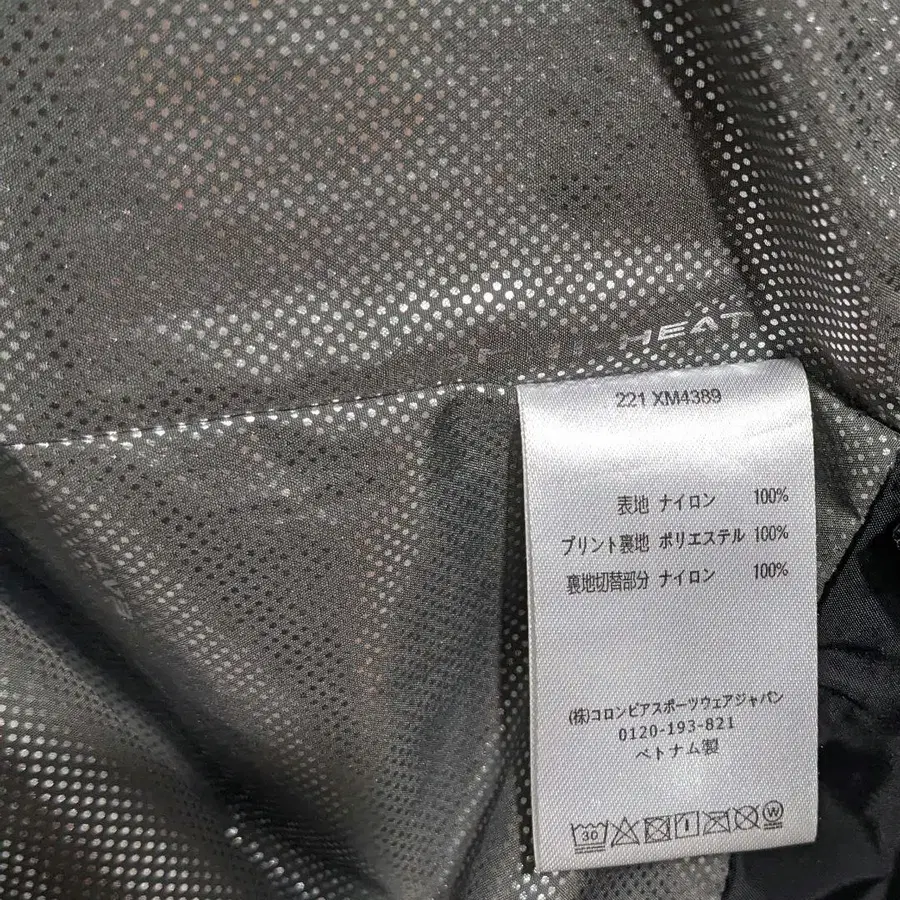 HEAT
221 XM4389
表地 ナイロン 100%
プリント裏地 ポリエステル 100%
裏地切替部分 ナイロン 100%
(株)コロンビアスポーツウェアジャパン
0120-193-821
ベトナム製
30
W